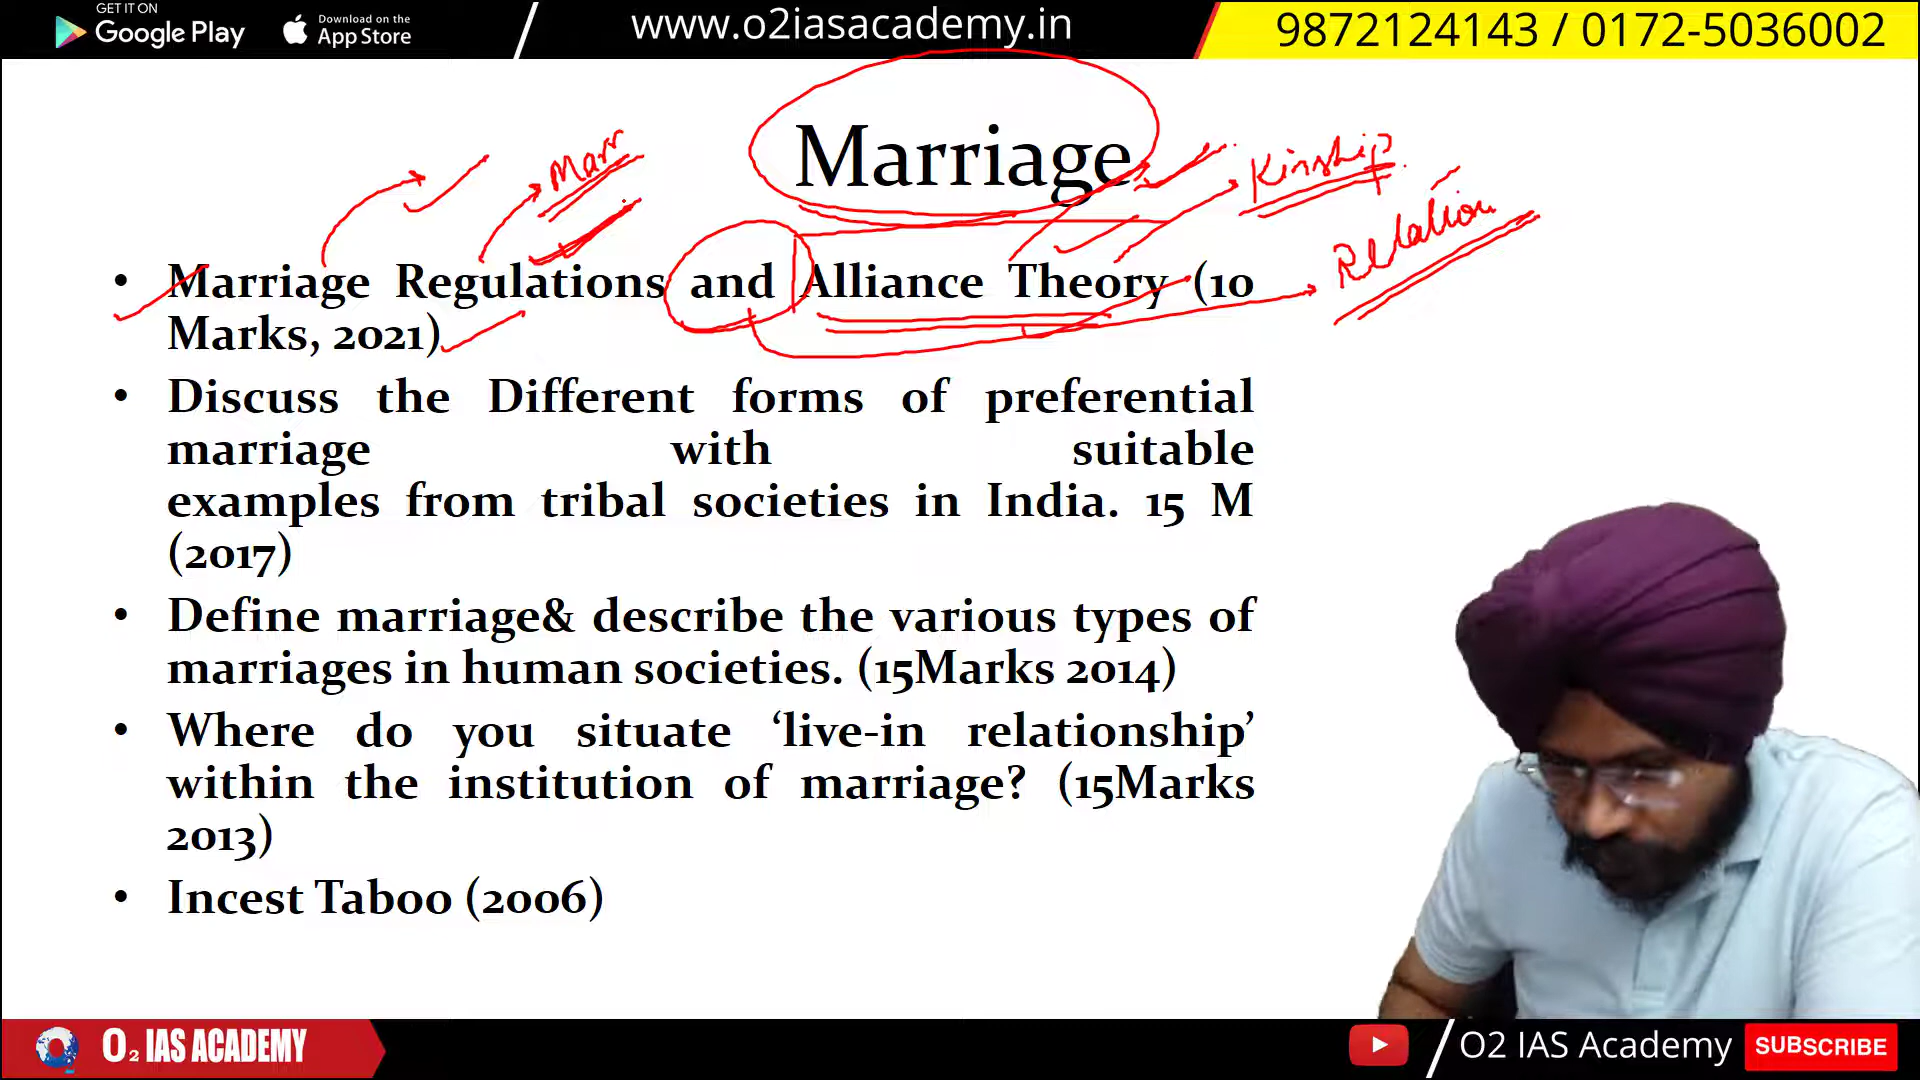 GET IT ON
Google Play
Download on the
App Store
www.o2iasacademy.in
9872124143 / 0172-5036002
Marriage
Marr
Kinship
Relation
• Marriage Regulations and Alliance Theory (10
Marks, 2021)
• Discuss the Different forms of preferential
marriage with suitable
examples from tribal societies in India. 15 M
(2017)
• Define marriage& describe the various types of
marriages in human societies. (15Marks 2014)
• Where do you situate ‘live-in relationship’
within the institution of marriage? (15Marks
2013)
• Incest Taboo (2006)
O2 IAS ACADEMY
O2 IAS Academy
SUBSCRIBE